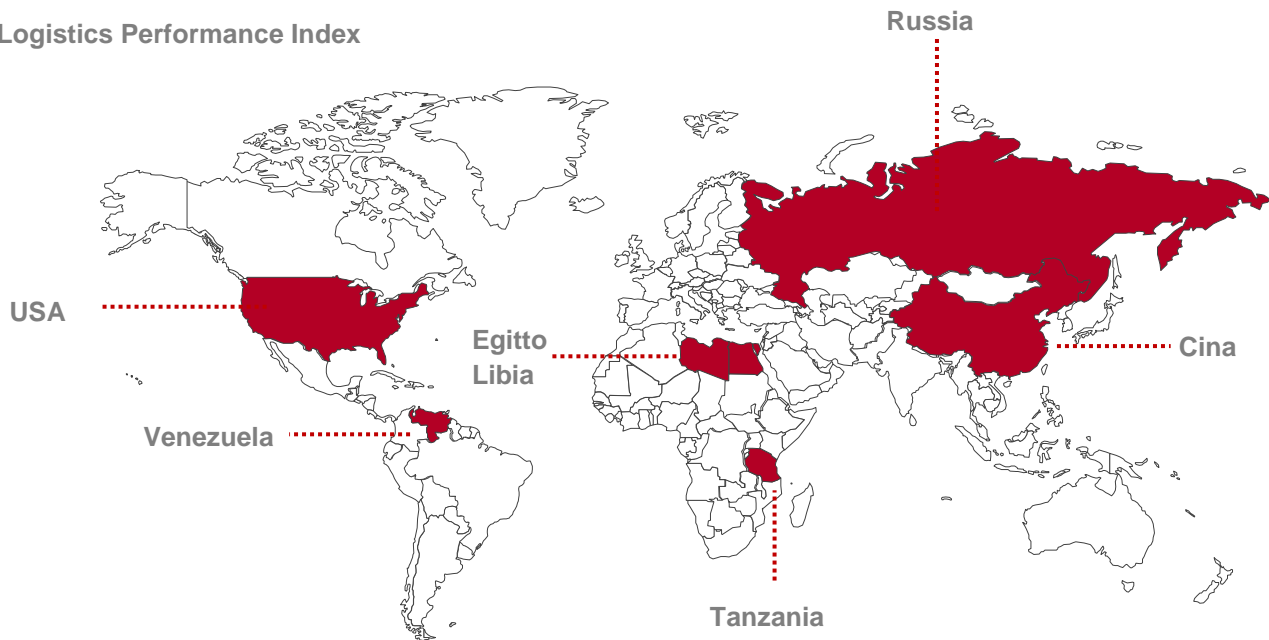 Logistics Performance Index
Russia
USA
Egitto
Libia
Cina
Venezuela
Tanzania